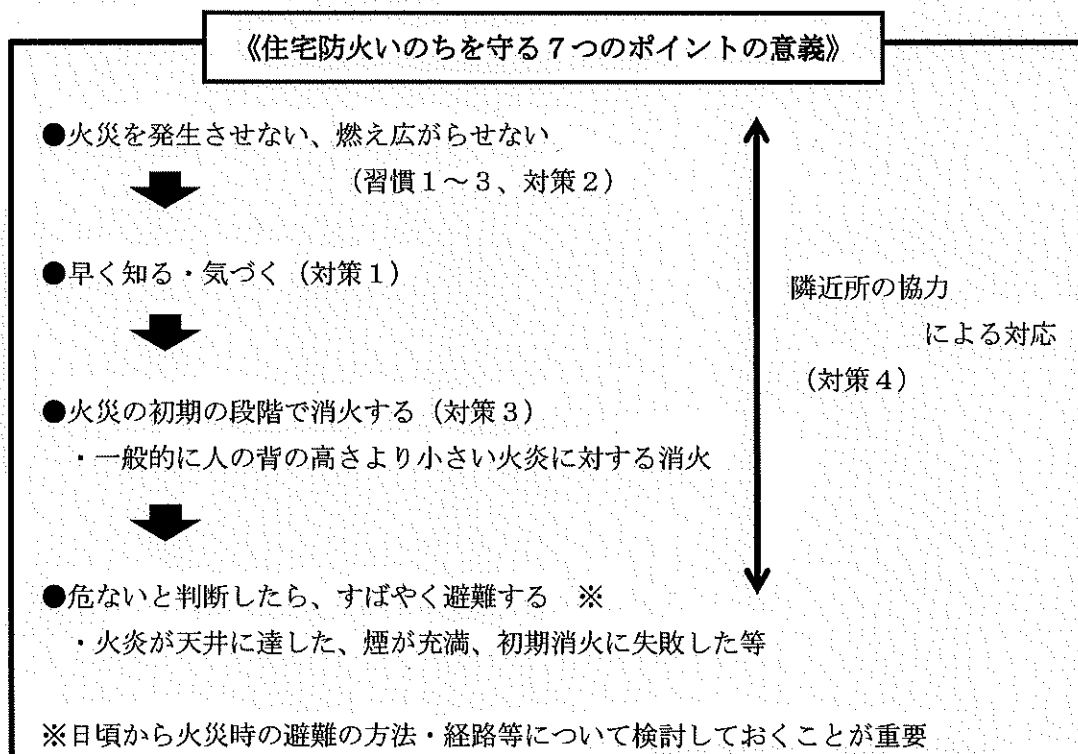 《住宅防火いのちを守る７つのポイントの意義》
●火災を発生させない、燃え広がらせない
（習慣１～３、対策２）
●早く知る・気づく（対策１）
●火災の初期の段階で消火する（対策３）
・一般的に人の背の高さより小さい火炎に対する消火
●危ないと判断したら、すばやく避難する　※
・火炎が天井に達した、煙が充満、初期消火に失敗した等
隣近所の協力
による対応
（対策４）
※日頃から火災時の避難の方法・経路等について検討しておくことが重要